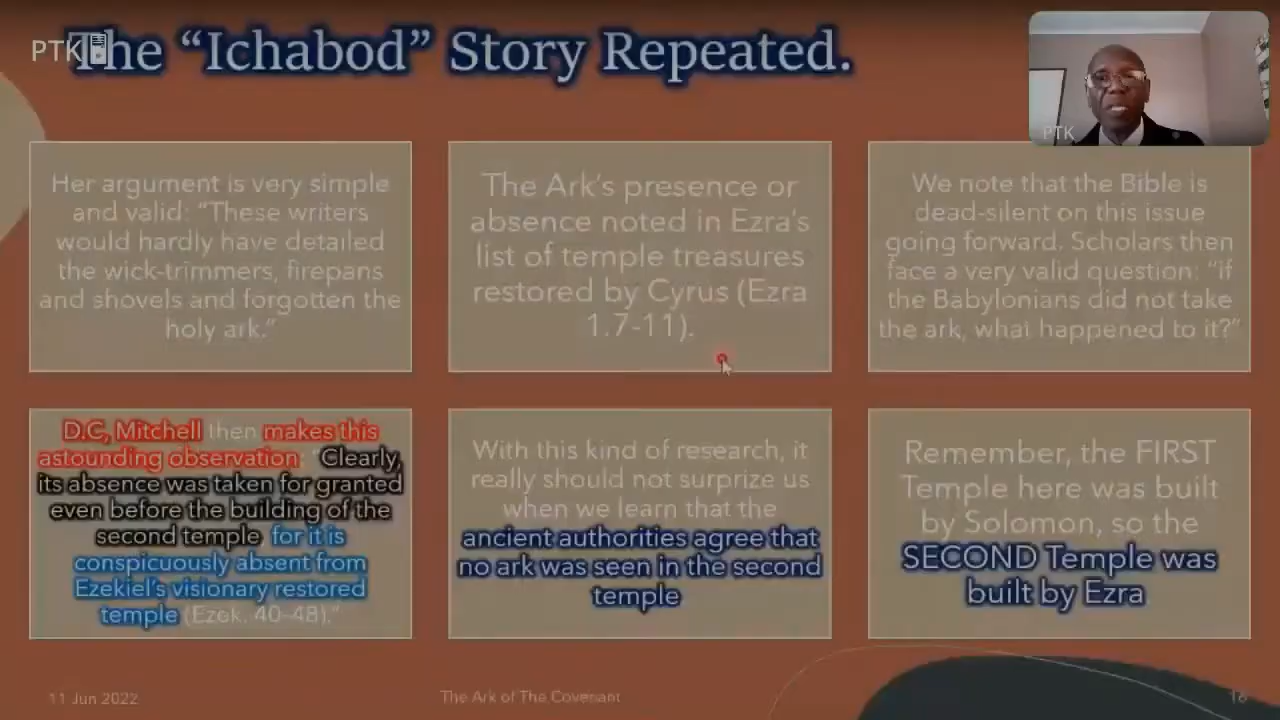 PTK
The “Ichabod” Story Repeated.
PTK
Her argument is very simple
and valid: “These writers
would hardly have detailed
the wick-trimmers, firepans
and shovels and forgotten the
holy ark.”
The Ark’s presence or
absence noted in Ezra’s
list of temple treasures
restored by Cyrus (Ezra
1.7-11).
We note that the Bible is
dead-silent on this issue
going forward. Scholars then
face a very valid question: “if
the Babylonians did not take
the ark, what happened to it?”
D.C, Mitchell then makes this
astounding observation: “Clearly,
its absence was taken for granted
even before the building of the
second temple for it is
conspicuously absent from
Ezekiel’s visionary restored
temple (Ezek. 40–48).”
With this kind of research, it
really should not surprize us
when we learn that the
ancient authorities agree that
no ark was seen in the second
temple
Remember, the FIRST
Temple here was built
by Solomon, so the
SECOND Temple was
built by Ezra
11 Jun 2022
The Ark of The Covenant
16